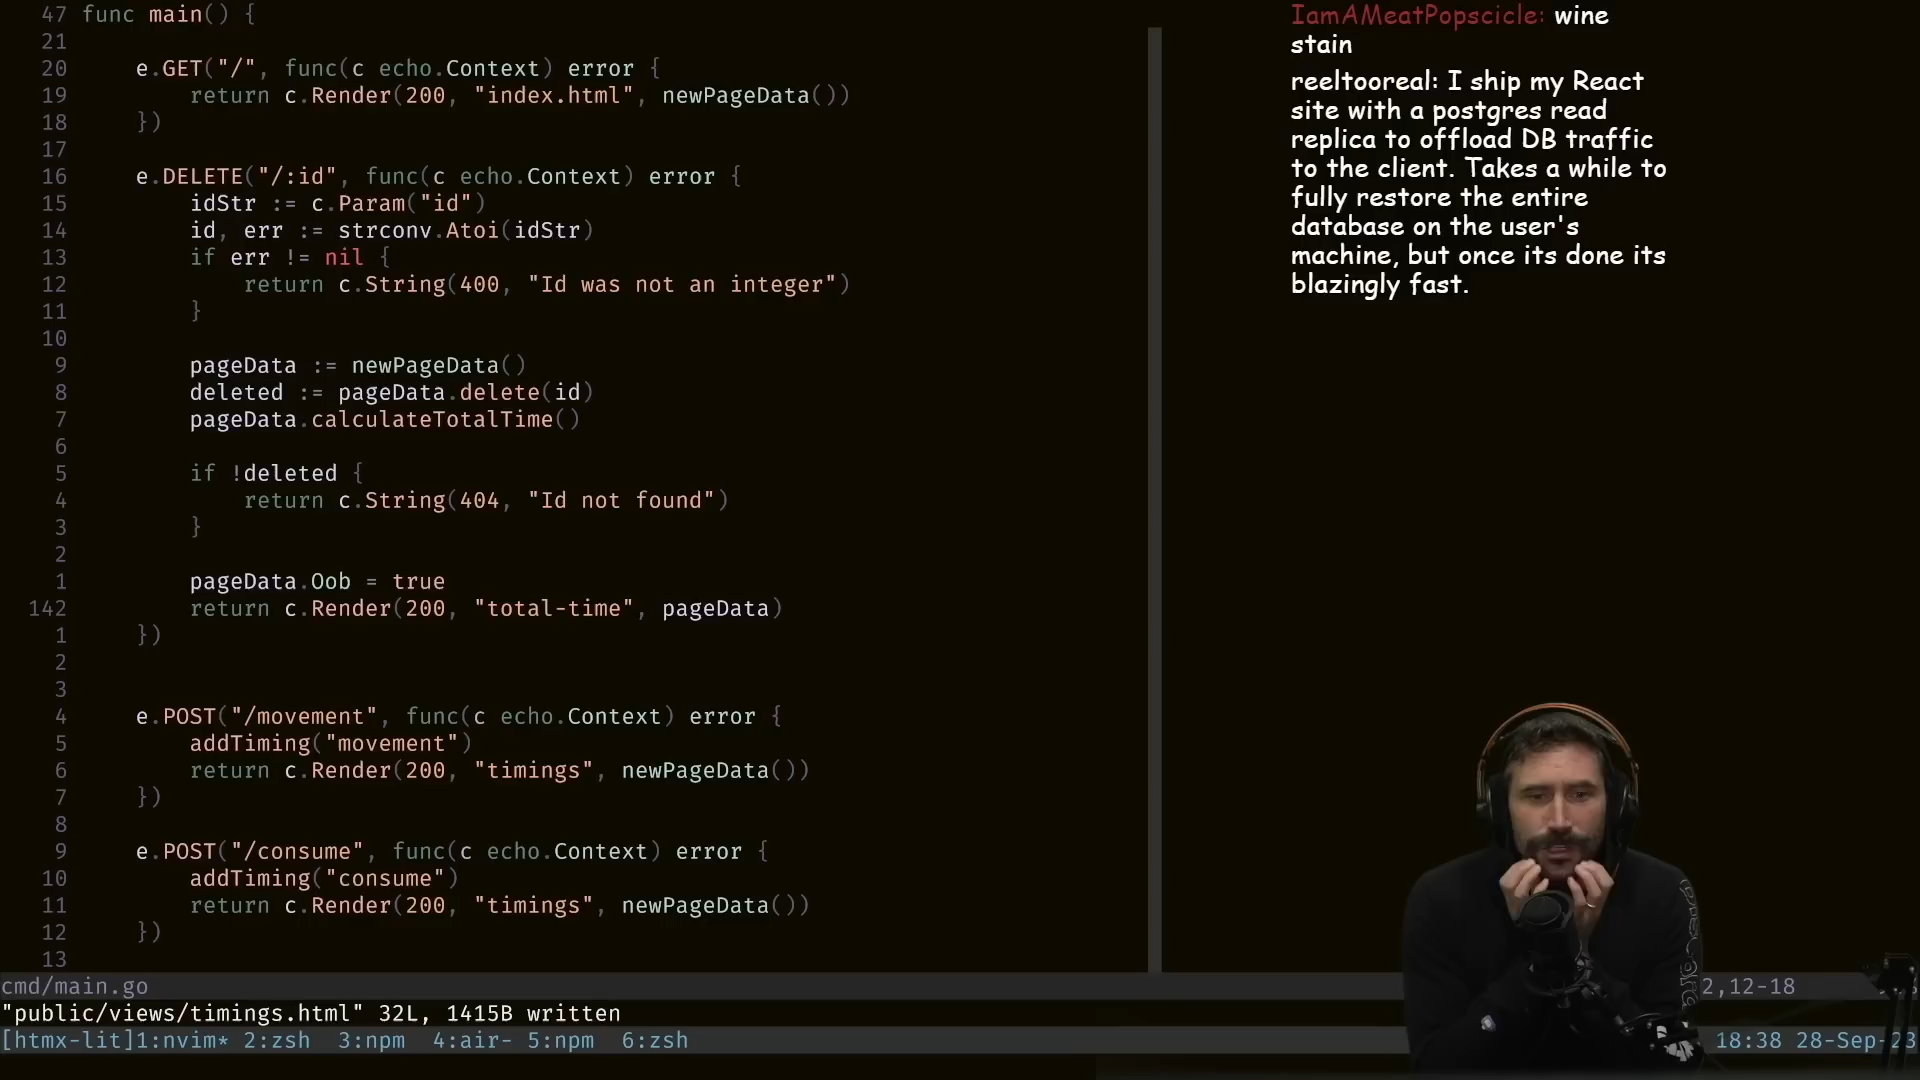 47 func main() {
21
20 e.GET("/", func(c echo.Context) error {
19 return c.Render(200, "index.html", newPageData())
18 })
17
16 e.DELETE("/:id", func(c echo.Context) error {
15 idStr := c.Param("id")
14 id, err := strconv.Atoi(idStr)
13 if err != nil {
12 return c.String(400, "Id was not an integer")
11 }
10
9 pageData := newPageData()
8 deleted := pageData.delete(id)
7 pageData.calculateTotalTime()
6
5 if !deleted {
4 return c.String(404, "Id not found")
3 }
2
1 pageData.Oob = true
142 return c.Render(200, "total-time", pageData)
1 })
2
3
4 e.POST("/movement", func(c echo.Context) error {
5 addTiming("movement")
6 return c.Render(200, "timings", newPageData())
7 })
8
9 e.POST("/consume", func(c echo.Context) error {
10 addTiming("consume")
11 return c.Render(200, "timings", newPageData())
12 })
13
cmd/main.go 2,12-18
"public/views/timings.html" 32L, 1415B written
[htmx-lit]1:nvim* 2:zsh 3:npm 4:air- 5:npm 6:zsh 18:38 28-Sep-23
IamAMeatPopscicle: wine
stain
reeltooreal: I ship my React
site with a postgres read
replica to offload DB traffic
to the client. Takes a while to
fully restore the entire
database on the user's
machine, but once its done its
blazingly fast.